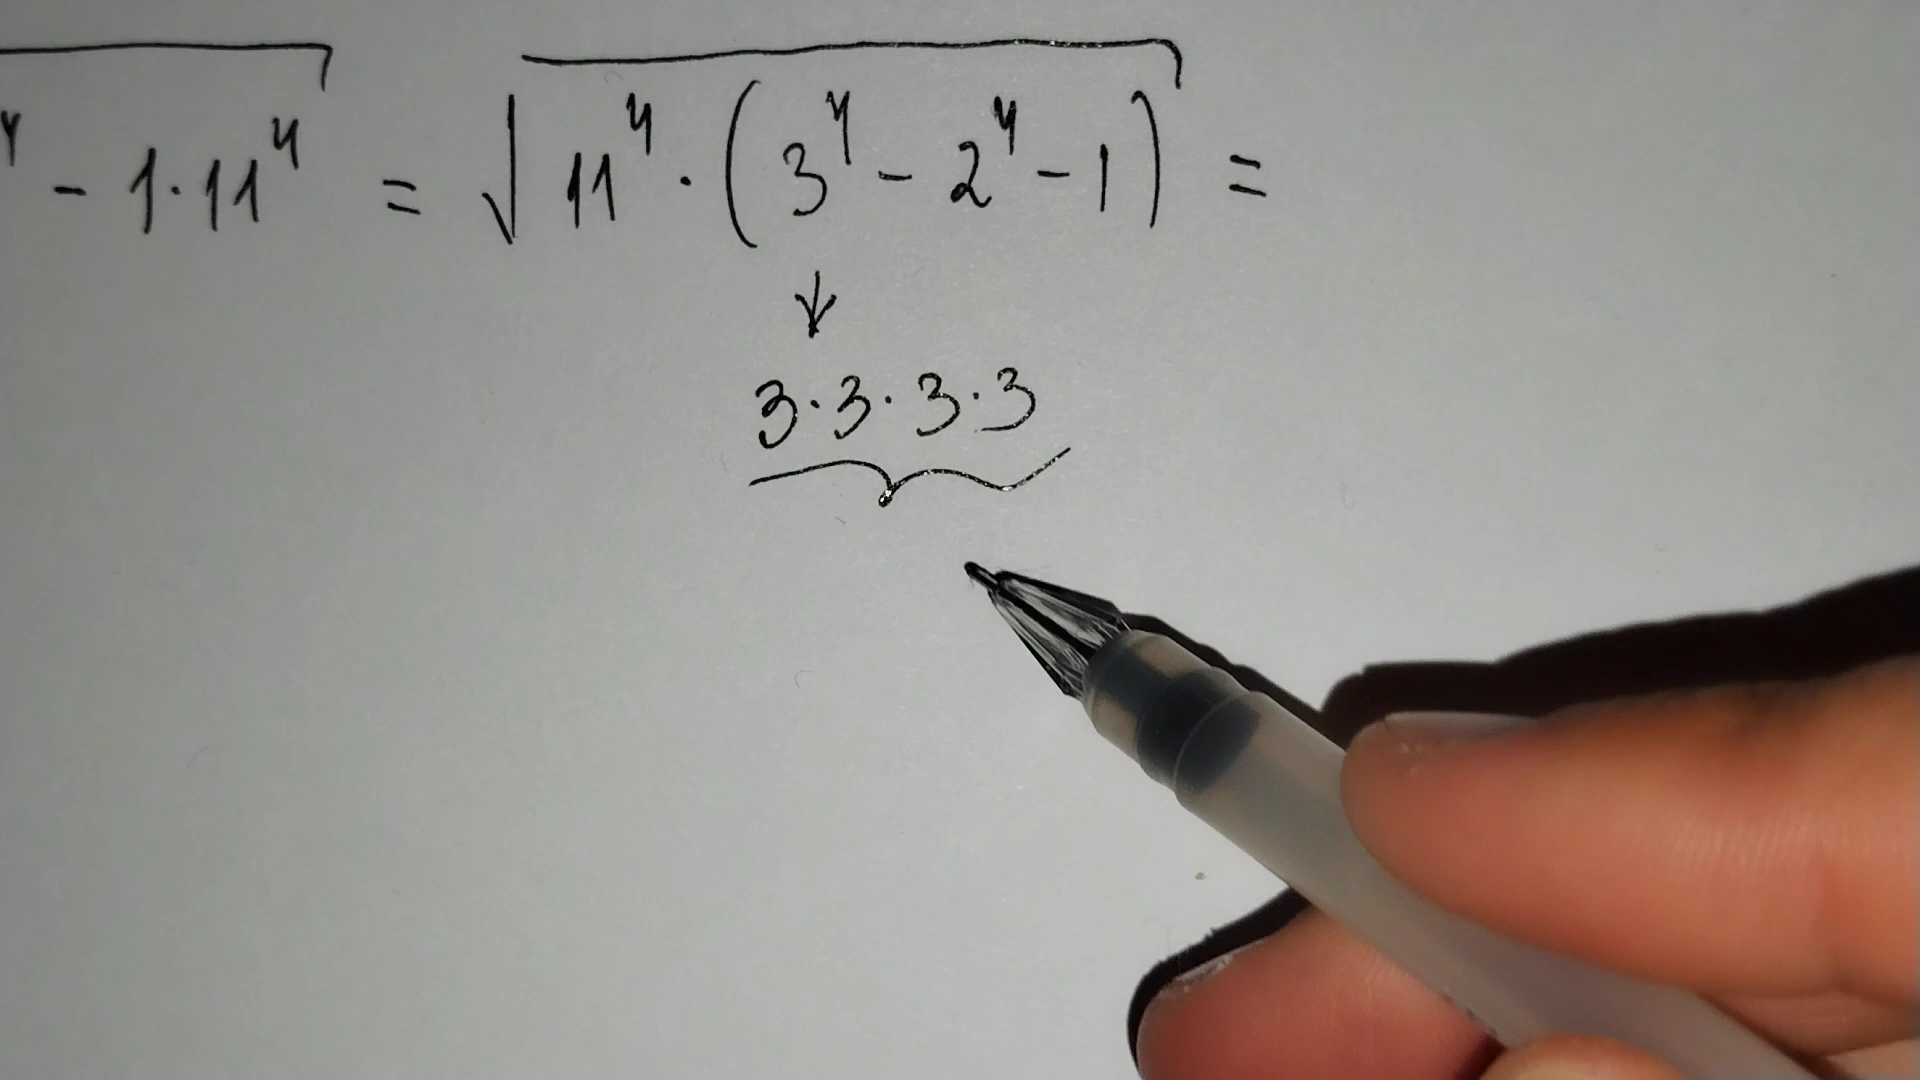 ⁴ - 1·11⁴ = √11⁴·(3⁴ - 2⁴ - 1) =
↓
3·3·3·3